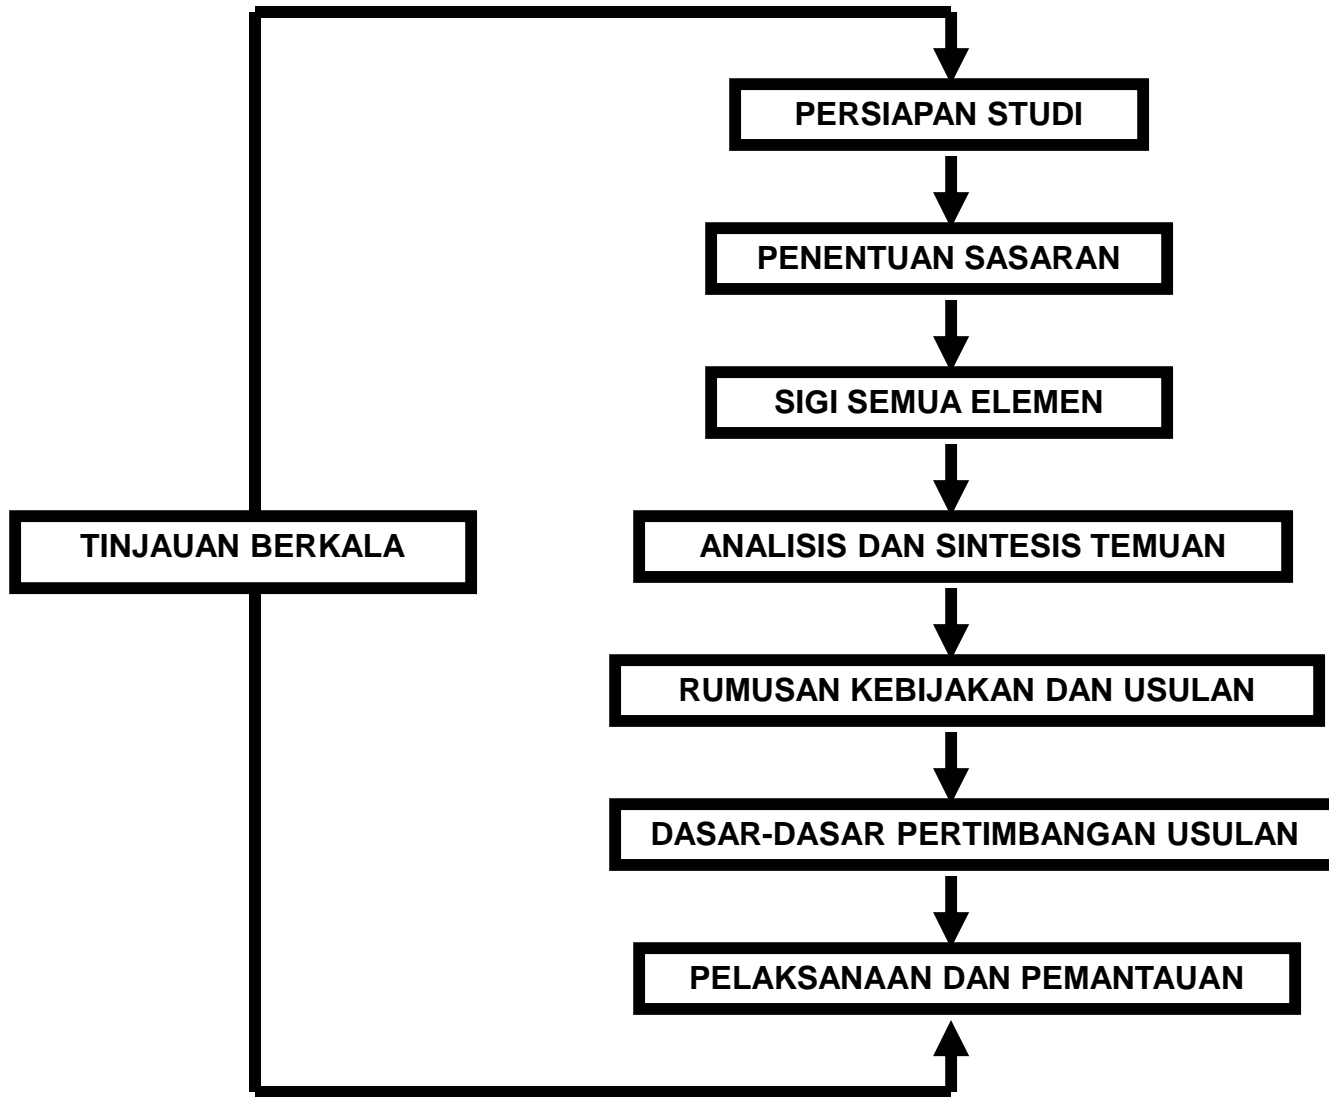 PERSIAPAN STUDI
PENENTUAN SASARAN
SIGI SEMUA ELEMEN
TINJAUAN BERKALA
ANALISIS DAN SINTESIS TEMUAN
RUMUSAN KEBIJAKAN DAN USULAN
DASAR-DASAR PERTIMBANGAN USULAN
PELAKSANAAN DAN PEMANTAUAN